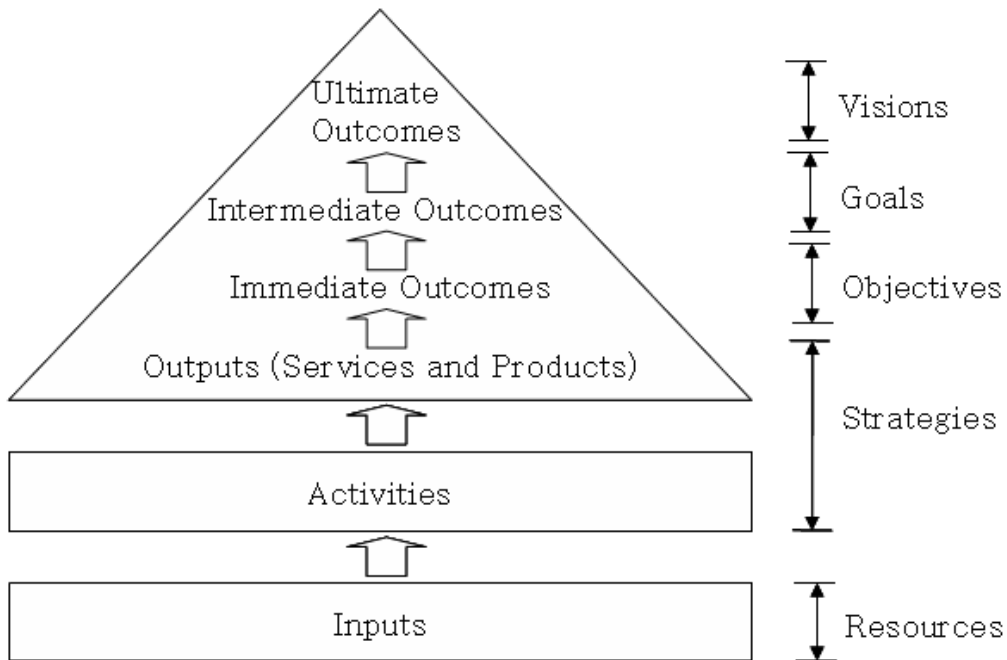 Ultimate
Outcomes
Visions
Intermediate Outcomes
Goals
Immediate Outcomes
Objectives
Outputs (Services and Products)
Strategies
Activities
Inputs
Resources